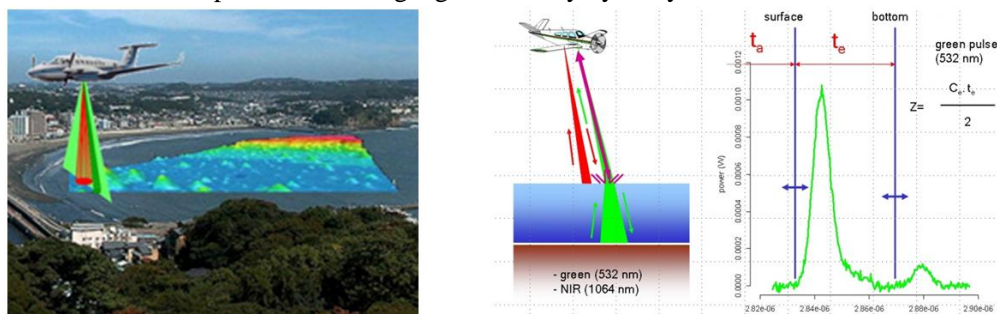 surface
bottom
tₐ
tₑ
green pulse
(532 nm)
Z= Cₑ.tₑ
2
power (W)
0.0012
0.0010
0.0008
0.0006
0.0004
0.0002
0.0000
2.82e-06 2.84e-06 2.86e-06 2.88e-06 2.90e-06
- green (532 nm)
- NIR (1064 nm)